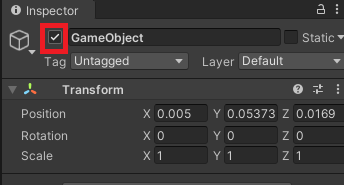 Inspector
GameObject Static
Tag Untagged Layer Default
Transform
Position X 0.005 Y 0.05373 Z 0.0169
Rotation X 0 Y 0 Z 0
Scale X 1 Y 1 Z 1